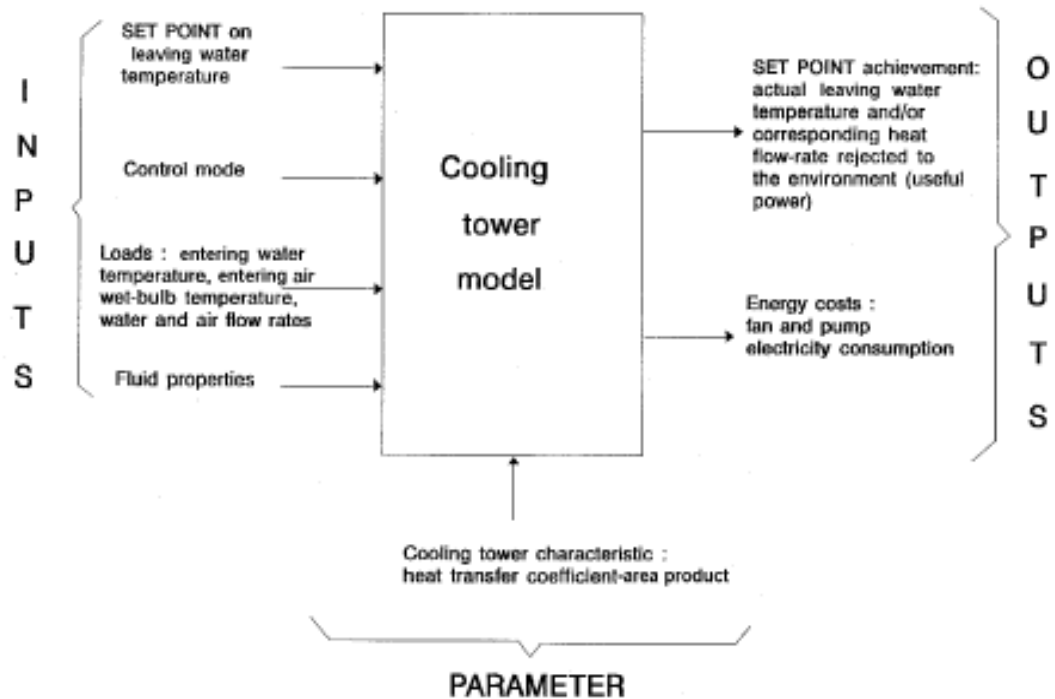 INPUTS
SET POINT on
leaving water
temperature
Control mode
Loads : entering water
temperature, entering air
wet-bulb temperature,
water and air flow rates
Fluid properties
Cooling
tower
model
SET POINT achievement:
actual leaving water
temperature and/or
corresponding heat
flow-rate rejected to
the environment (useful
power)
Energy costs :
fan and pump
electricity consumption
OUTPUTS
Cooling tower characteristic :
heat transfer coefficient-area product
PARAMETER